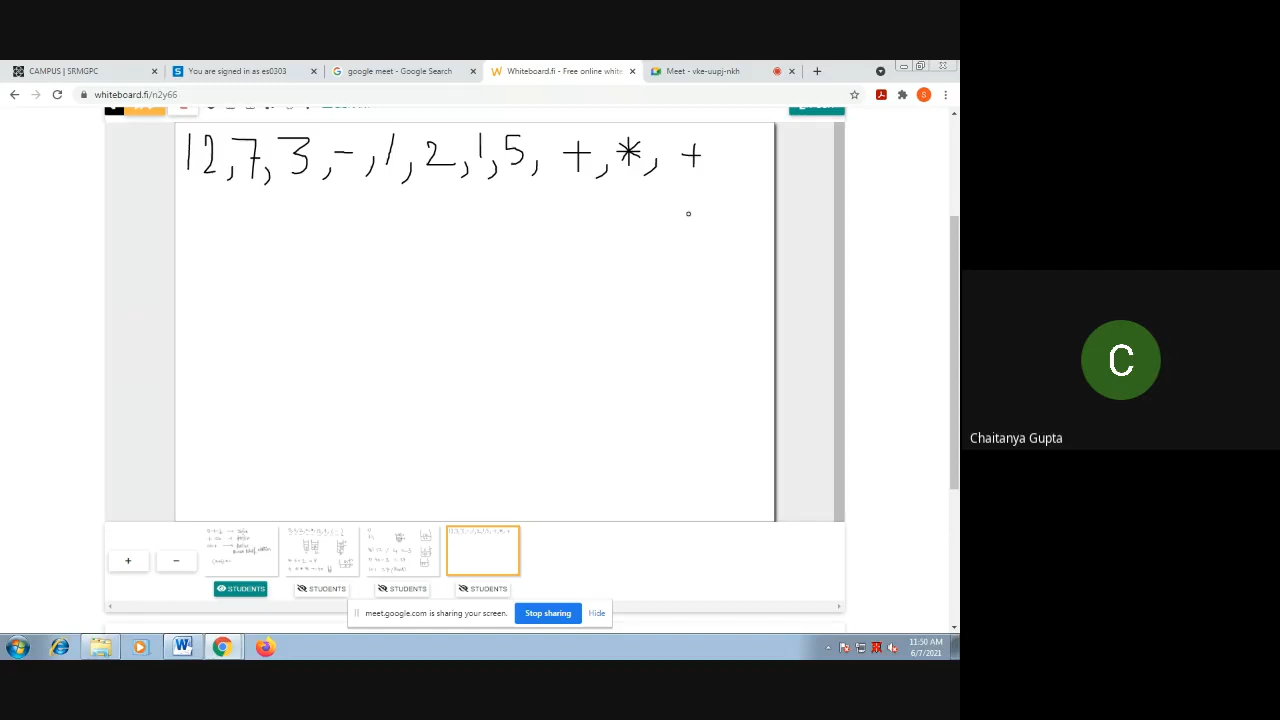 CAMPUS | SRMGPC
You are signed in as es0303
google meet - Google Search
Whiteboard.fi - Free online white
Meet - vke-uupj-nkh
whiteboard.fi/n2y66
S
12, 7, 3, -, /, 2, 1, 5, +, *, +
C
Chaitanya Gupta
+
-
STUDENTS
STUDENTS
STUDENTS
STUDENTS
meet.google.com is sharing your screen.
Stop sharing
Hide
11:50 AM
6/7/2021